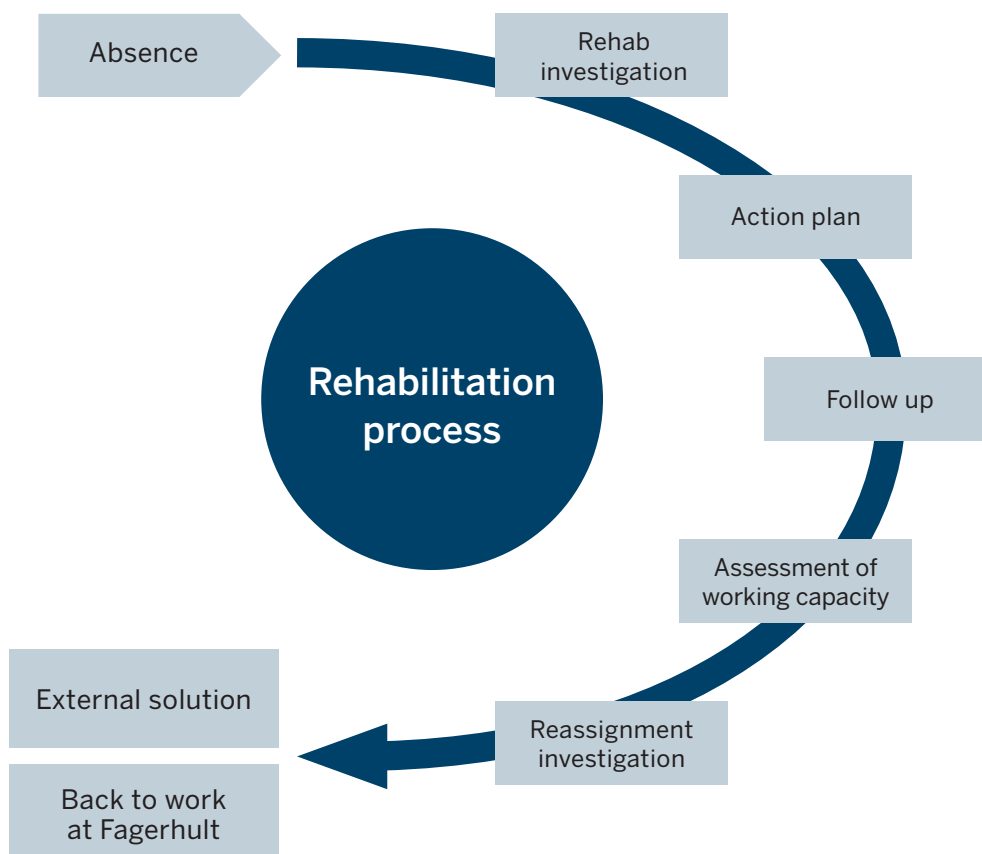 Absence
Rehab
investigation
Action plan
Rehabilitation
process
Follow up
Assessment of
working capacity
Reassignment
investigation
External solution
Back to work
at Fagerhult